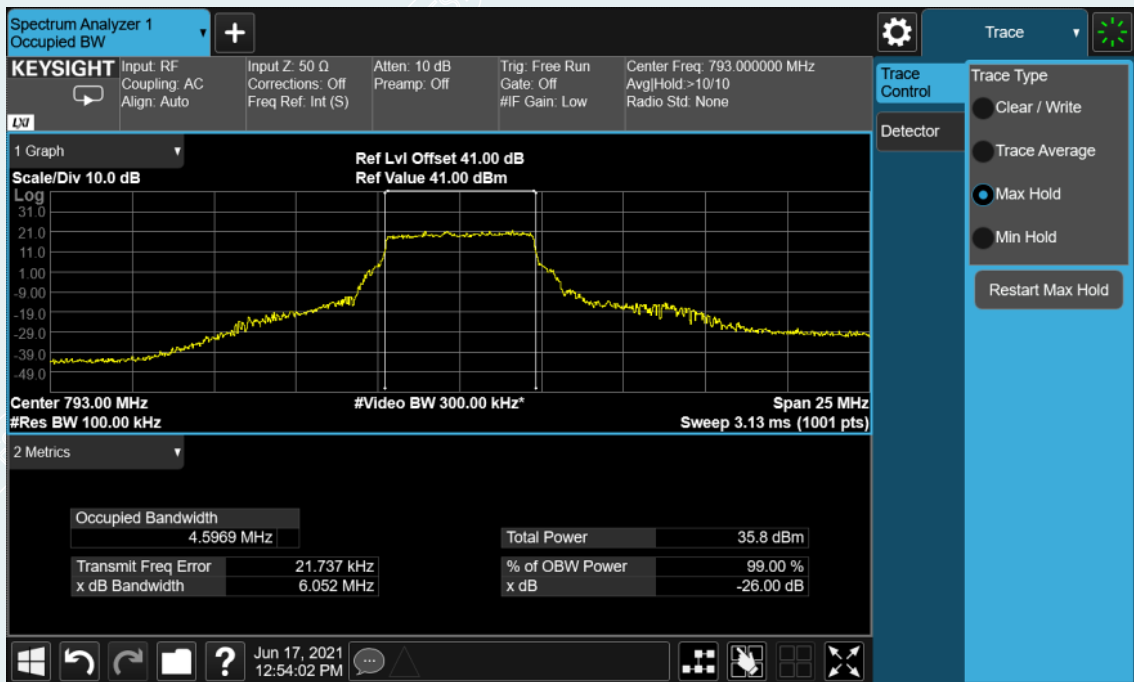 Spectrum Analyzer 1
Occupied BW
+
Trace
KEYSIGHT
LXI
Input: RF
Coupling: AC
Align: Auto
Input Z: 50 Ω
Corrections: Off
Freq Ref: Int (S)
Atten: 10 dB
Preamp: Off
Trig: Free Run
Gate: Off
#IF Gain: Low
Center Freq: 793.000000 MHz
Avg|Hold:>10/10
Radio Std: None
Trace
Control
Detector
Trace Type
Clear / Write
Trace Average
Max Hold
Min Hold
Restart Max Hold
1 Graph
Scale/Div 10.0 dB
Ref Lvl Offset 41.00 dB
Ref Value 41.00 dBm
Log
31.0
21.0
11.0
1.00
-9.00
-19.0
-29.0
-39.0
-49.0
Center 793.00 MHz
#Video BW 300.00 kHz*
Span 25 MHz
#Res BW 100.00 kHz
Sweep 3.13 ms (1001 pts)
2 Metrics
Occupied Bandwidth
4.5969 MHz
Total Power 35.8 dBm
Transmit Freq Error 21.737 kHz
% of OBW Power 99.00 %
x dB Bandwidth 6.052 MHz
x dB -26.00 dB
?
Jun 17, 2021
12:54:02 PM